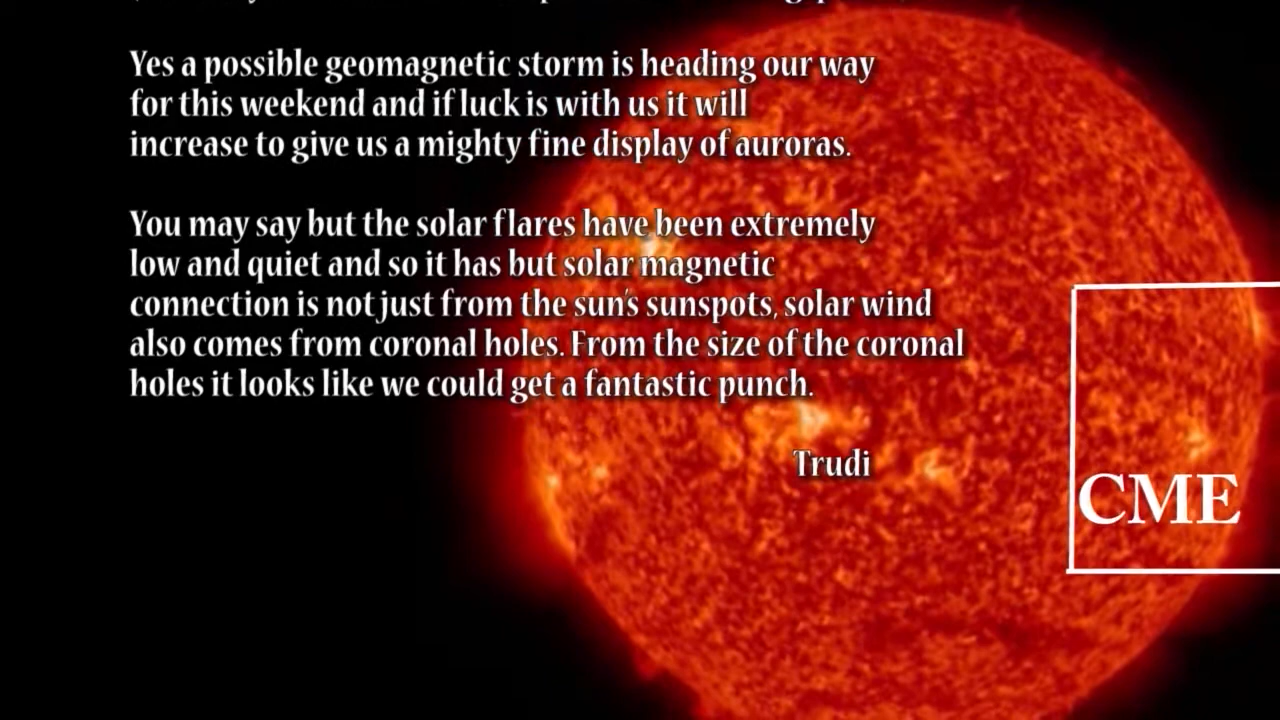 Yes a possible geomagnetic storm is heading our way
for this weekend and if luck is with us it will
increase to give us a mighty fine display of auroras.
You may say but the solar flares have been extremely
low and quiet and so it has but solar magnetic
connection is not just from the sun's sunspots, solar wind
also comes from coronal holes. From the size of the coronal
holes it looks like we could get a fantastic punch.
Trudi
CME